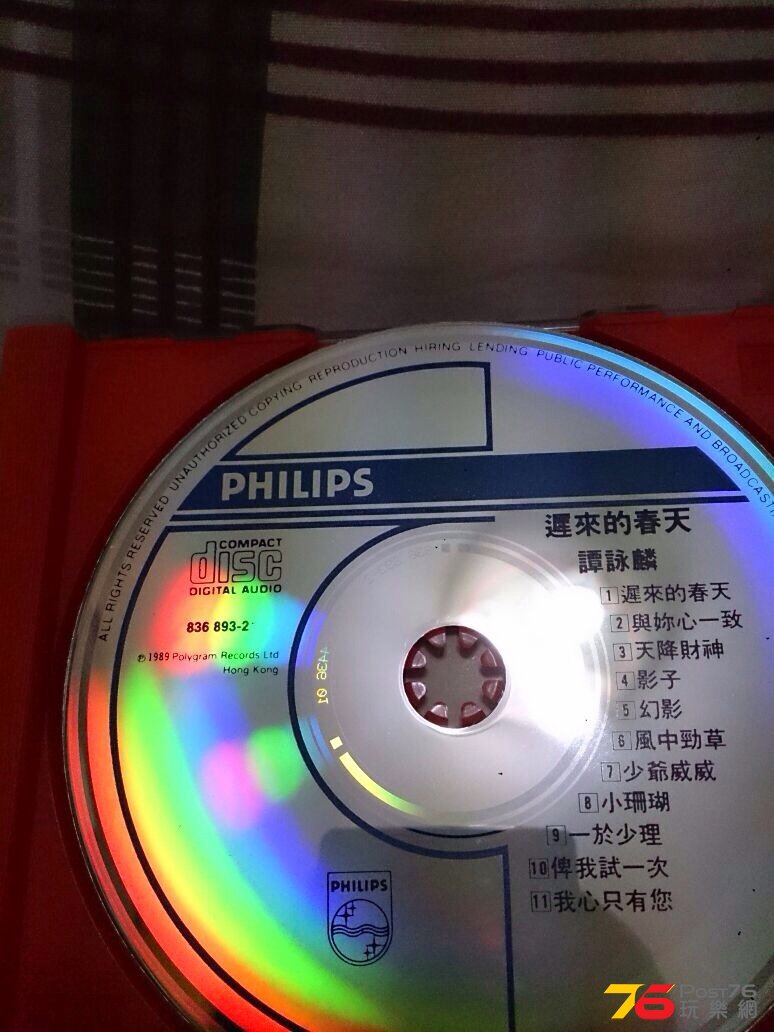 ALL RIGHTS RESERVED UNAUTHORIZED COPYING REPRODUCTION HIRING LENDING PUBLIC PERFORMANCE AND BROADCASTI
PHILIPS
COMPACT
disc
DIGITAL AUDIO
836 893-2
℗ 1989 Polygram Records Ltd
Hong Kong
遲來的春天
譚詠麟
1 遲來的春天
2 與妳心一致
3 天降財神
4 影子
5 幻影
6 風中勁草
7 少爺威威
8 小珊瑚
9 一於少理
10 俾我試一次
11 我心只有您
PHILIPS
76 Post76
玩樂網